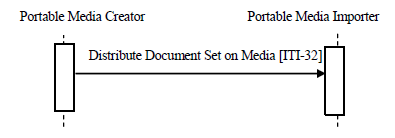 Portable Media Creator
Portable Media Importer
Distribute Document Set on Media [ITI-32]